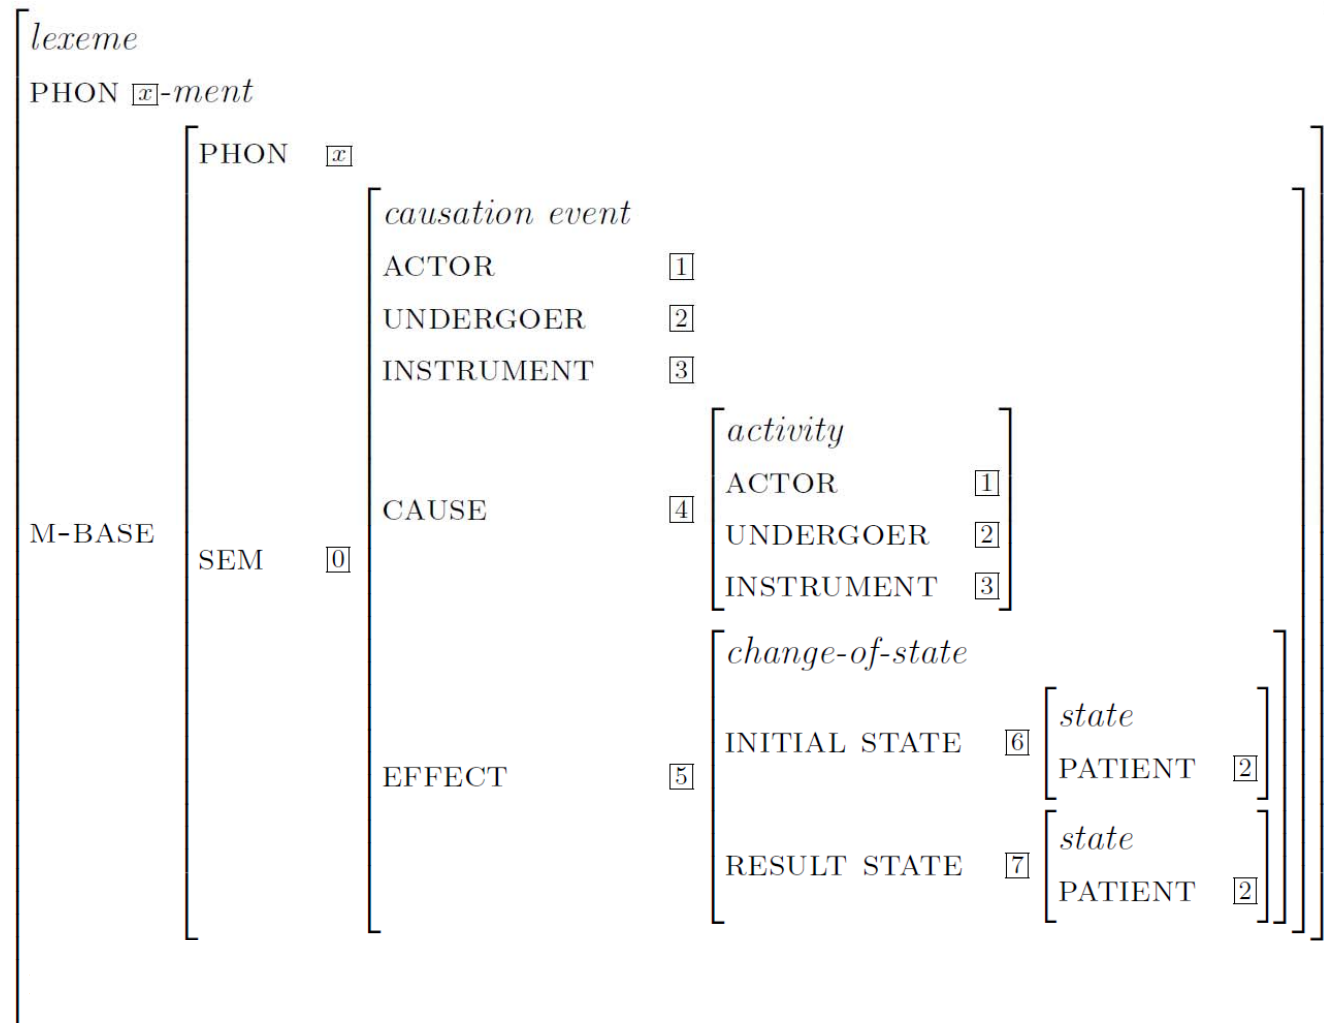 lexeme
PHON x-ment
PHON x
causation event
ACTOR 1
UNDERGOER 2
INSTRUMENT 3
activity
ACTOR 1
CAUSE 4
UNDERGOER 2
M-BASE
SEM 0
INSTRUMENT 3
change-of-state
state
INITIAL STATE 6
PATIENT 2
EFFECT 5
state
RESULT STATE 7
PATIENT 2